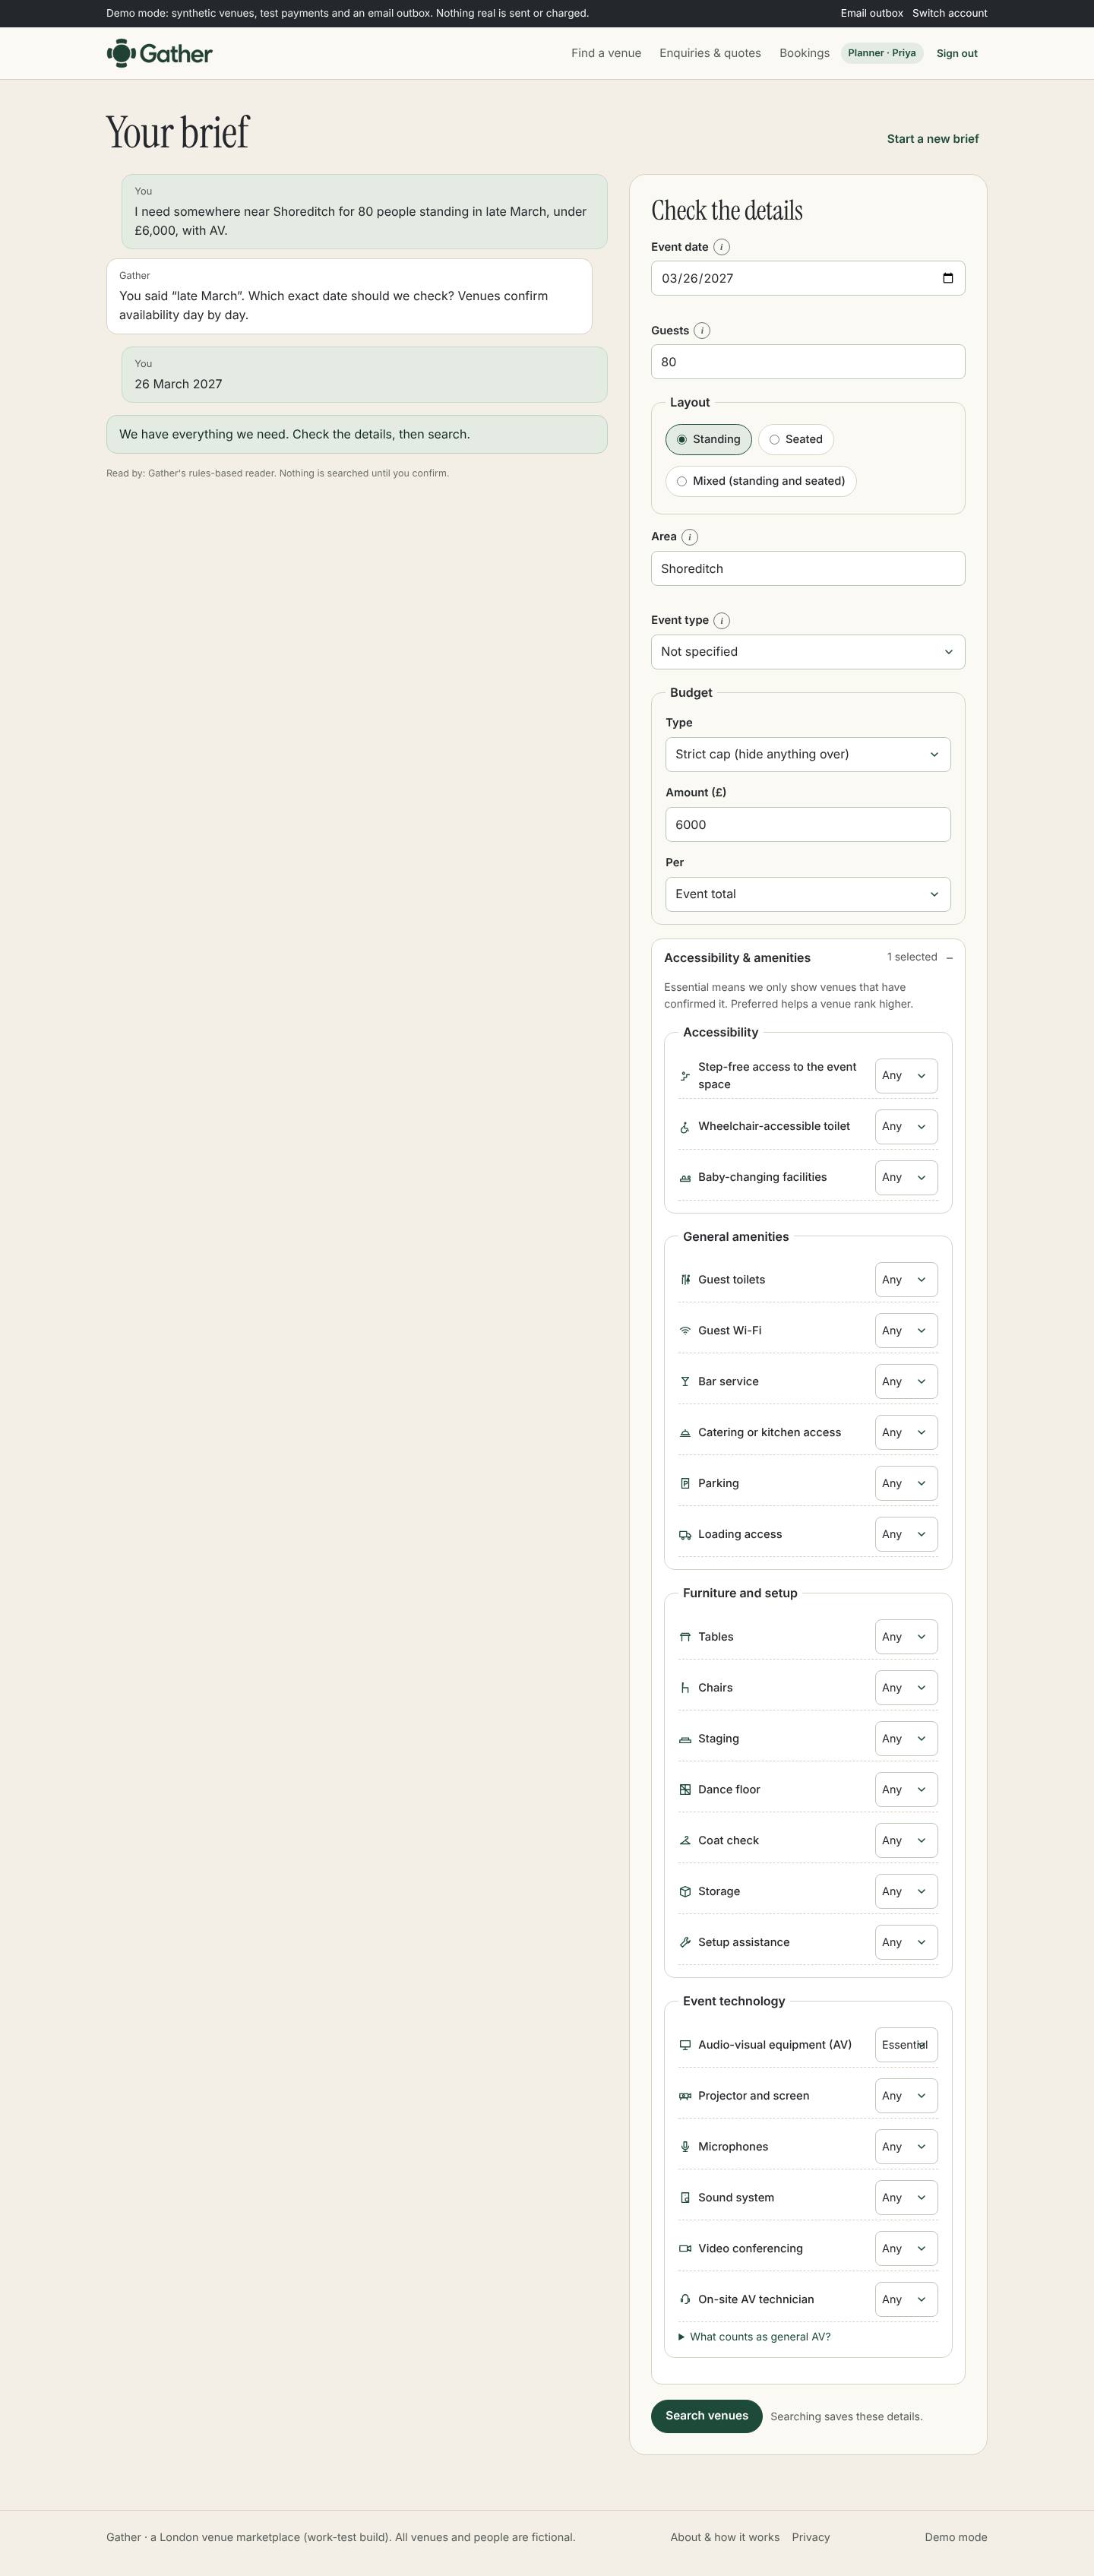 Demo mode: synthetic venues, test payments and an email outbox. Nothing real is sent or charged.
Email outbox Switch account
Gather
Find a venue Enquiries & quotes Bookings Planner · Priya Sign out
Your brief
Start a new brief
You
I need somewhere near Shoreditch for 80 people standing in late March, under
£6,000, with AV.
Gather
You said “late March”. Which exact date should we check? Venues confirm
availability day by day.
You
26 March 2027
We have everything we need. Check the details, then search.
Read by: Gather's rules-based reader. Nothing is searched until you confirm.
Check the details
Event date i
03/26/2027
Guests i
80
Layout
Standing Seated
Mixed (standing and seated)
Area i
Shoreditch
Event type i
Not specified
Budget
Type
Strict cap (hide anything over)
Amount (£)
6000
Per
Event total
Accessibility & amenities 1 selected –
Essential means we only show venues that have
confirmed it. Preferred helps a venue rank higher.
Accessibility
Step-free access to the event
space
Any
Wheelchair-accessible toilet Any
Baby-changing facilities Any
General amenities
Guest toilets Any
Guest Wi-Fi Any
Bar service Any
Catering or kitchen access Any
Parking Any
Loading access Any
Furniture and setup
Tables Any
Chairs Any
Staging Any
Dance floor Any
Coat check Any
Storage Any
Setup assistance Any
Event technology
Audio-visual equipment (AV) Essential
Projector and screen Any
Microphones Any
Sound system Any
Video conferencing Any
On-site AV technician Any
What counts as general AV?
Search venues Searching saves these details.
Gather · a London venue marketplace (work-test build). All venues and people are fictional.
About & how it works Privacy
Demo mode